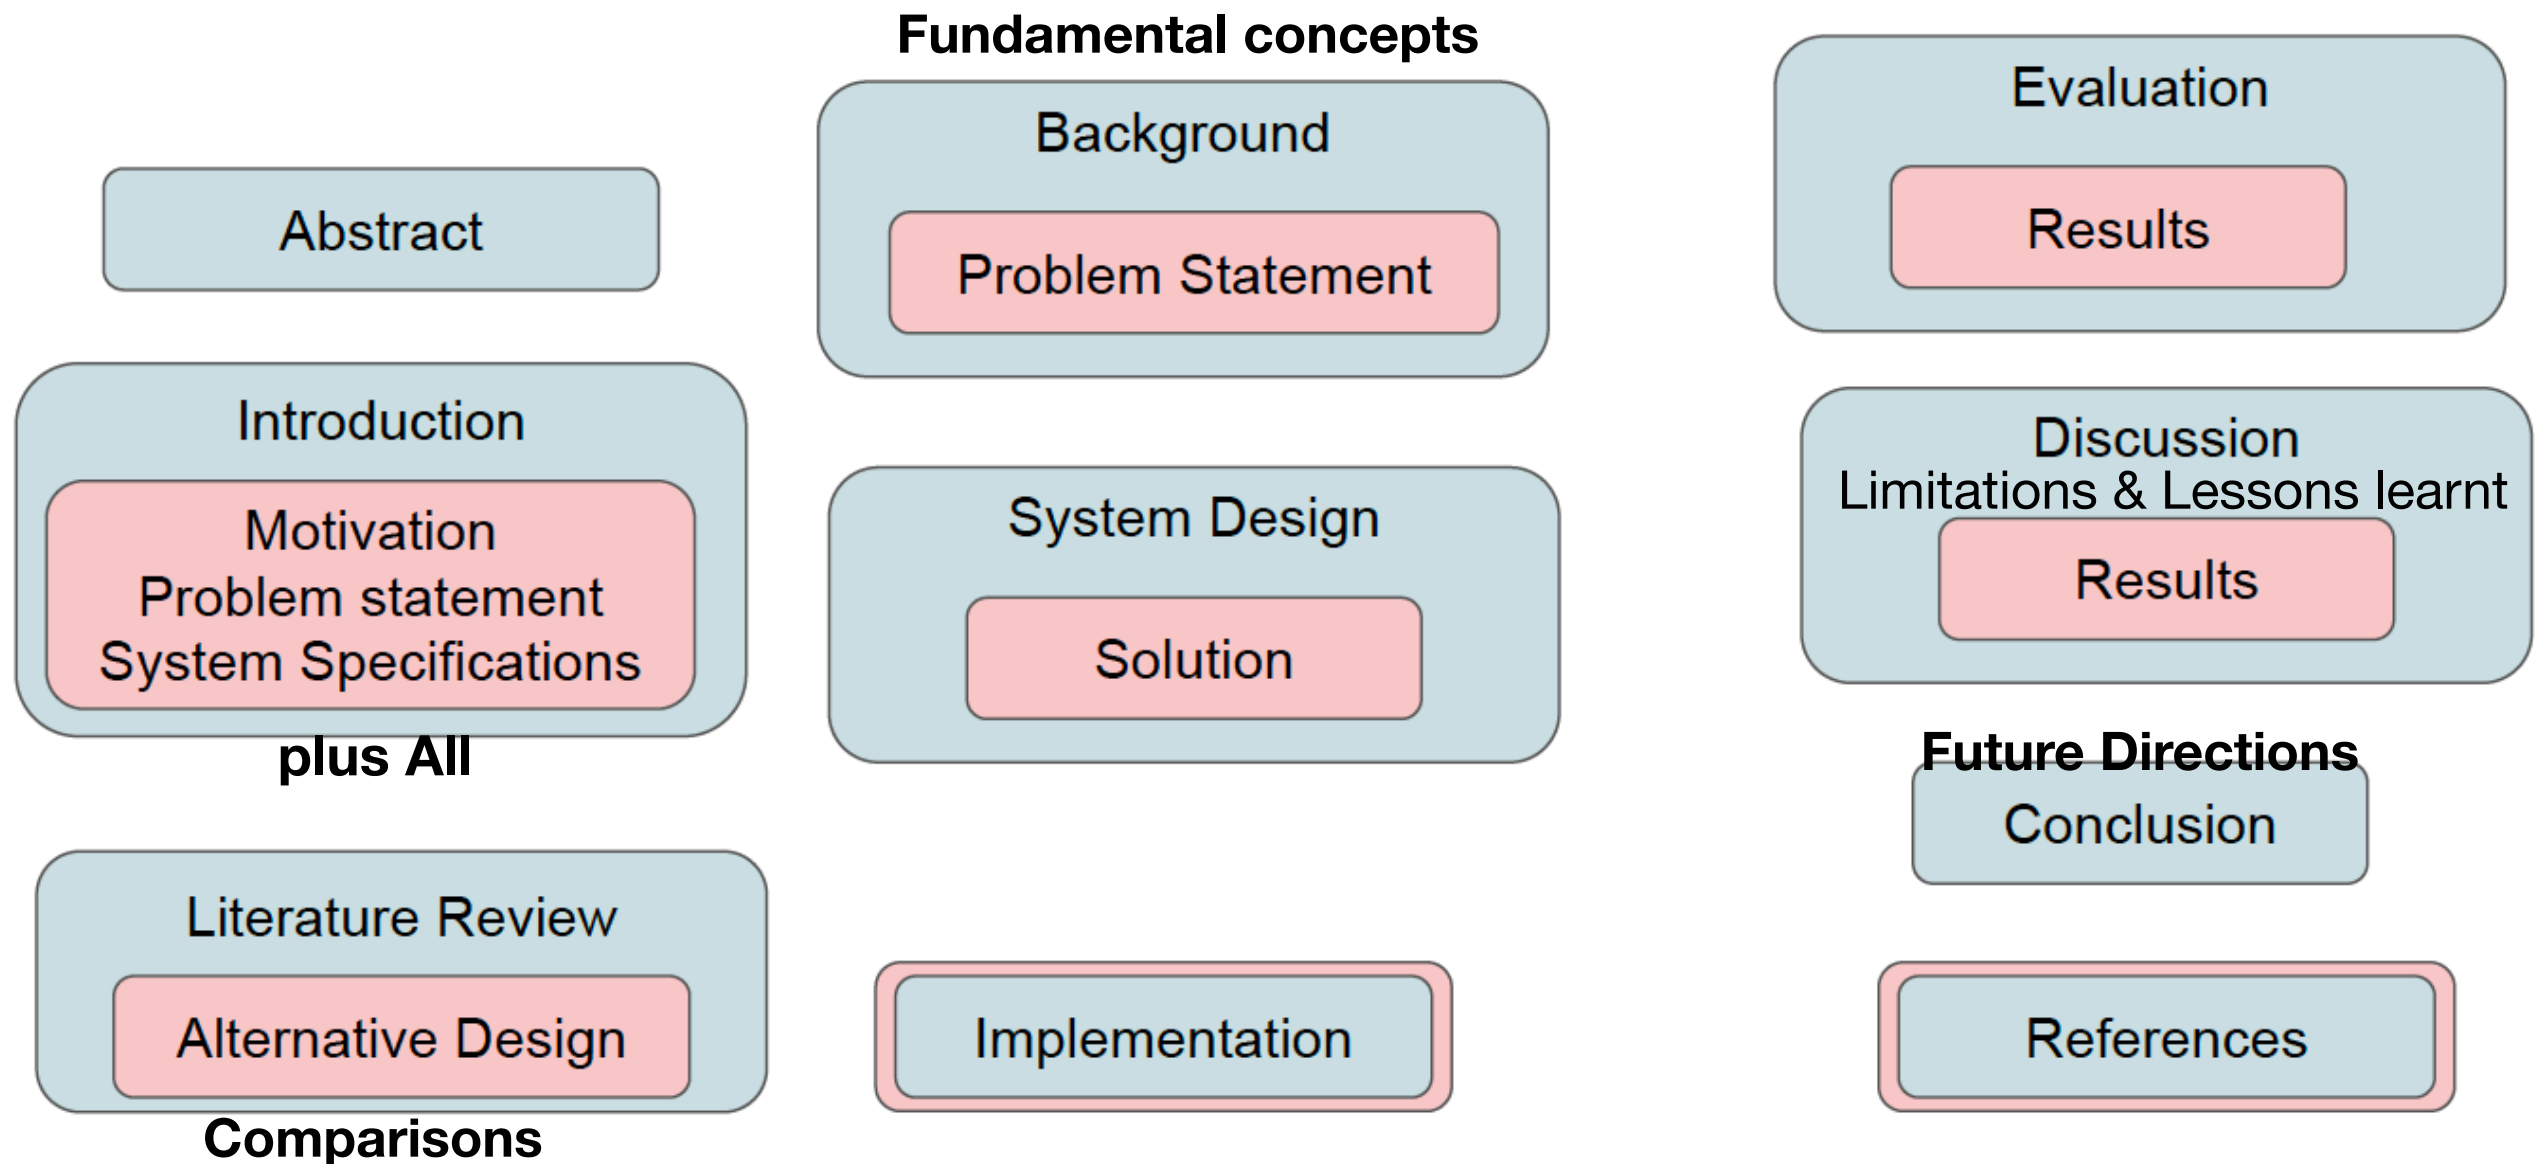 Abstract
Introduction
Motivation
Problem statement
System Specifications
plus All
Literature Review
Alternative Design
Comparisons
Fundamental concepts
Background
Problem Statement
System Design
Solution
Implementation
Evaluation
Results
Discussion
Limitations & Lessons learnt
Results
Future Directions
Conclusion
References